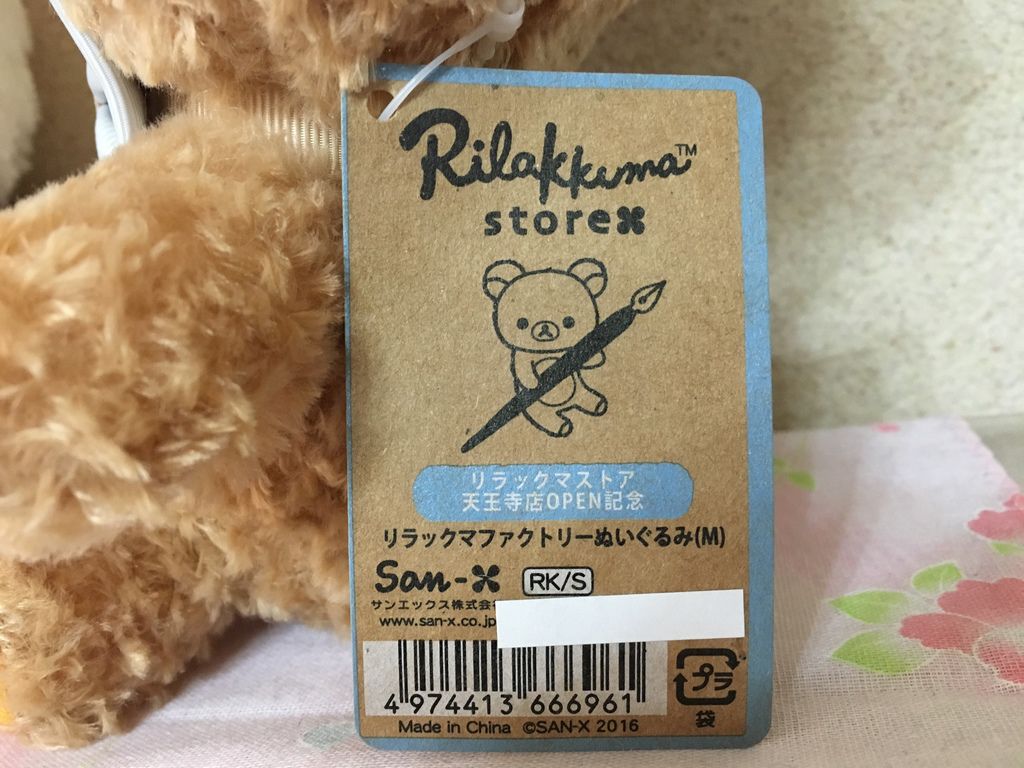 Rilakkuma™
store
リラックマストア
天王寺店OPEN記念
リラックマファクトリーぬいぐるみ(M)
San-X RK/S
サンエックス株式会
www.san-x.co.jp
4 974413 666961
プラ
袋
Made in China ©SAN-X 2016